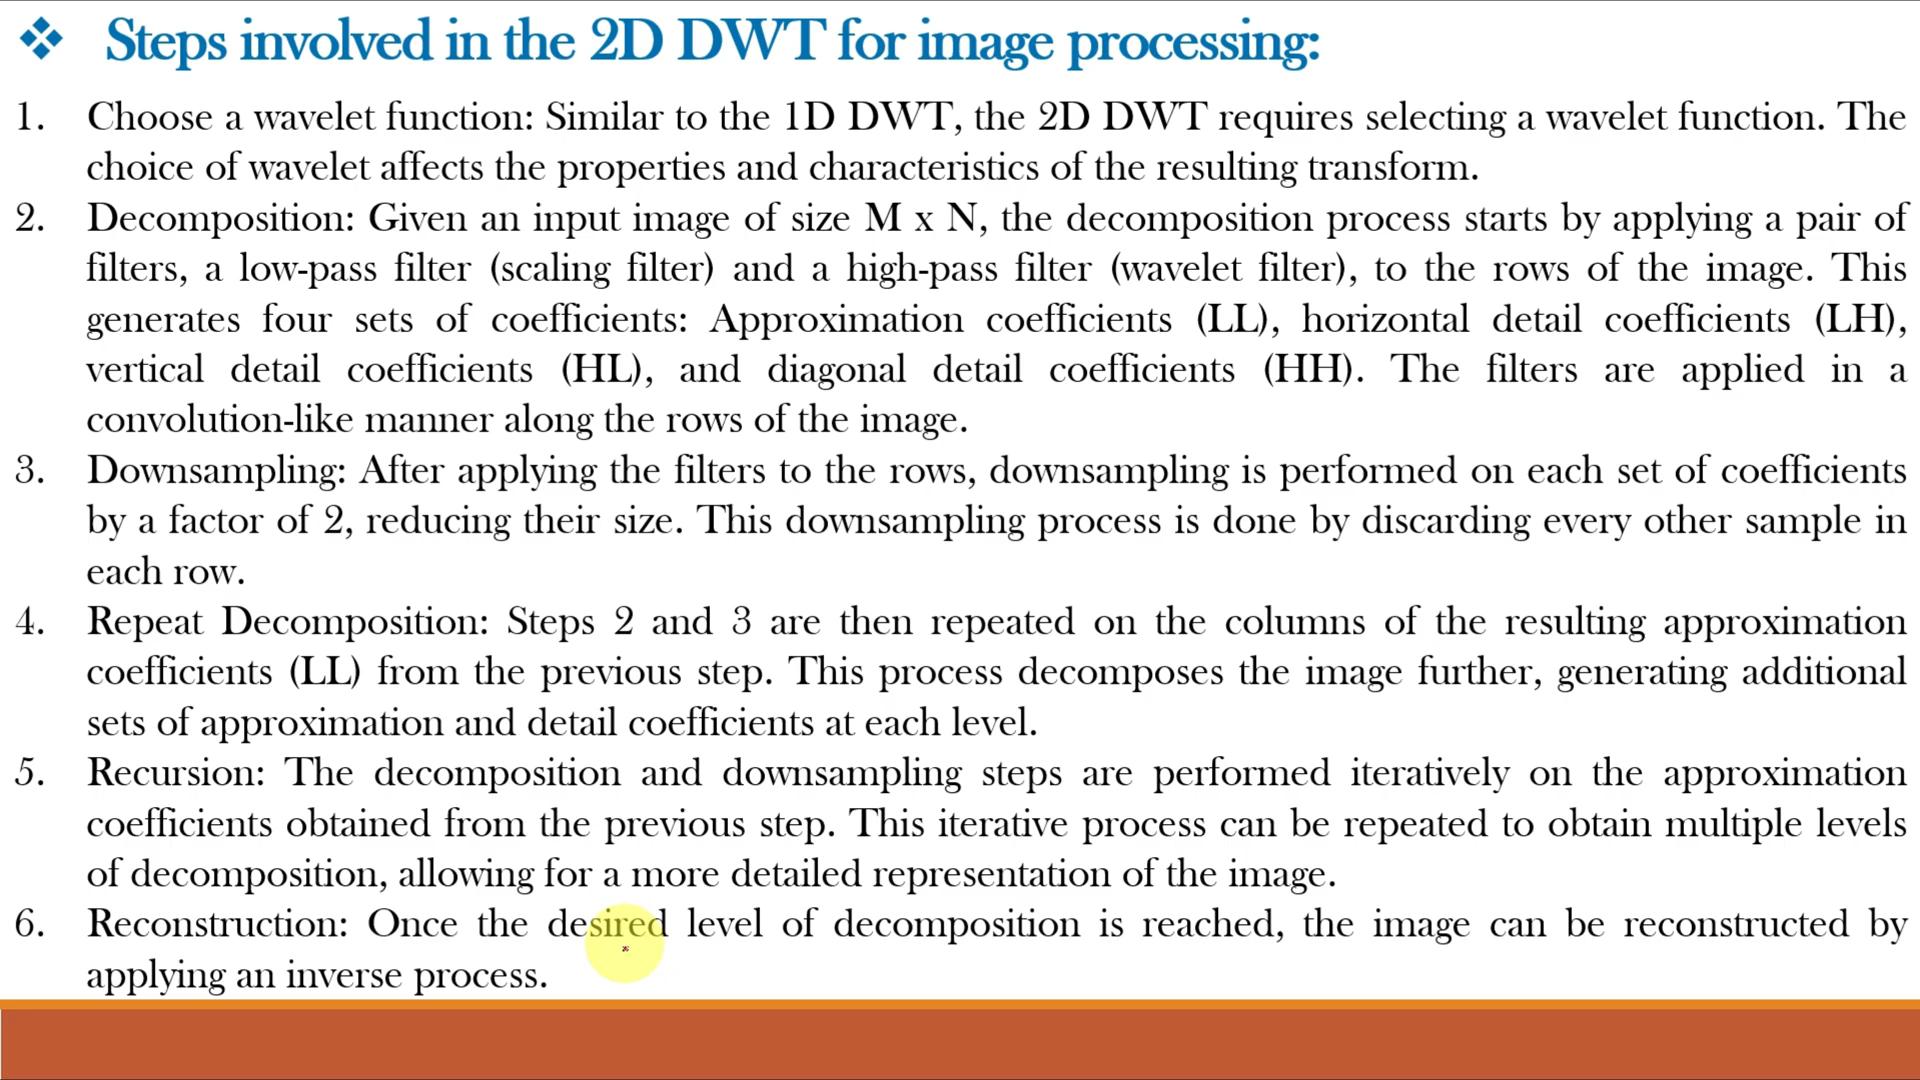 ❖ Steps involved in the 2D DWT for image processing:
1. Choose a wavelet function: Similar to the 1D DWT, the 2D DWT requires selecting a wavelet function. The
choice of wavelet affects the properties and characteristics of the resulting transform.
2. Decomposition: Given an input image of size M x N, the decomposition process starts by applying a pair of
filters, a low-pass filter (scaling filter) and a high-pass filter (wavelet filter), to the rows of the image. This
generates four sets of coefficients: Approximation coefficients (LL), horizontal detail coefficients (LH),
vertical detail coefficients (HL), and diagonal detail coefficients (HH). The filters are applied in a
convolution-like manner along the rows of the image.
3. Downsampling: After applying the filters to the rows, downsampling is performed on each set of coefficients
by a factor of 2, reducing their size. This downsampling process is done by discarding every other sample in
each row.
4. Repeat Decomposition: Steps 2 and 3 are then repeated on the columns of the resulting approximation
coefficients (LL) from the previous step. This process decomposes the image further, generating additional
sets of approximation and detail coefficients at each level.
5. Recursion: The decomposition and downsampling steps are performed iteratively on the approximation
coefficients obtained from the previous step. This iterative process can be repeated to obtain multiple levels
of decomposition, allowing for a more detailed representation of the image.
6. Reconstruction: Once the desired level of decomposition is reached, the image can be reconstructed by
applying an inverse process.